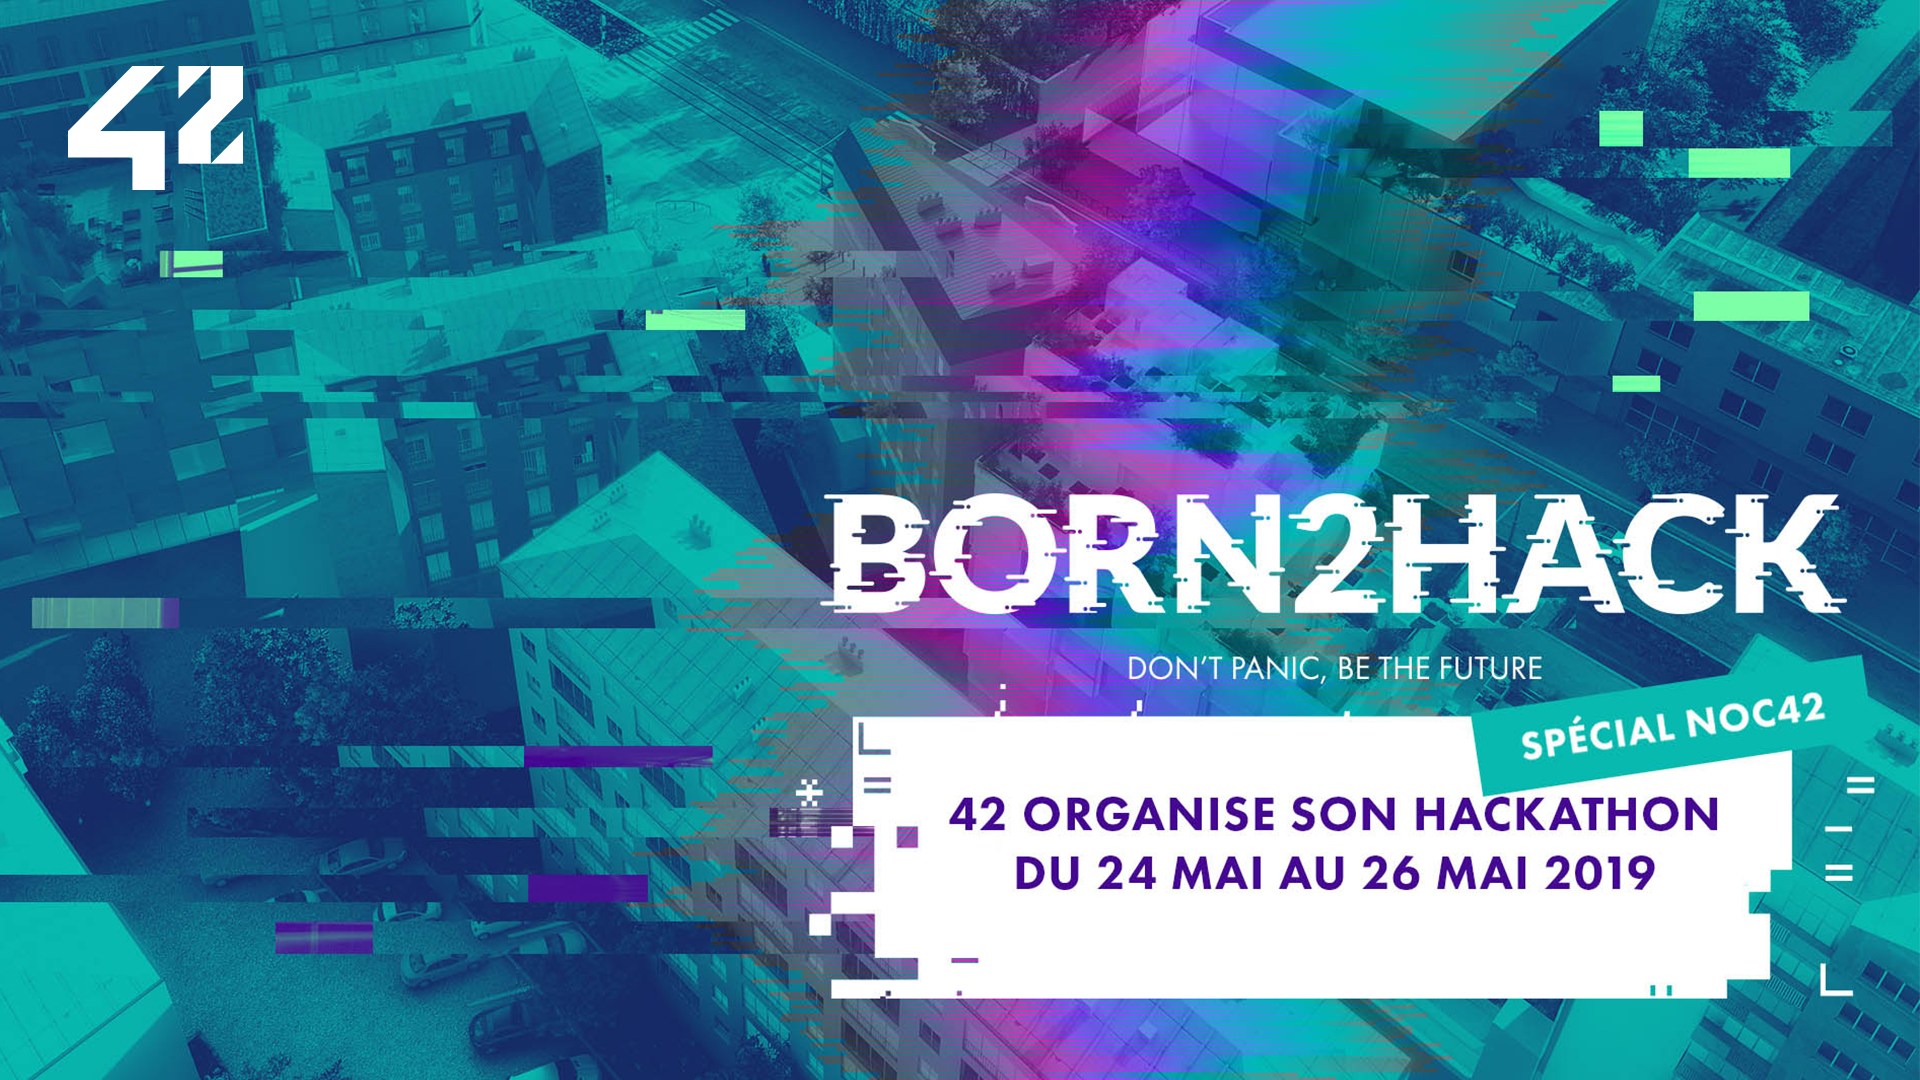 42
BORN2HACK
DON'T PANIC, BE THE FUTURE
SPÉCIAL NOC42
42 ORGANISE SON HACKATHON
DU 24 MAI AU 26 MAI 2019